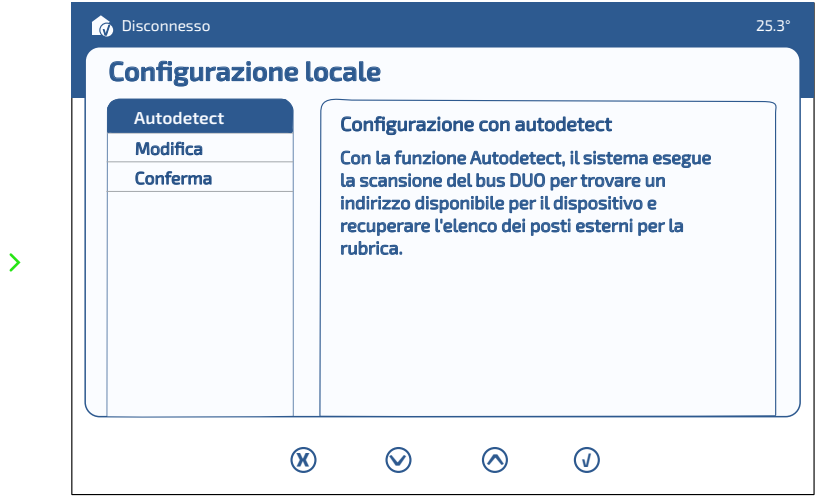 Disconnesso
25.3°
Configurazione locale
Autodetect
Modifica
Conferma
Configurazione con autodetect
Con la funzione Autodetect, il sistema esegue
la scansione del bus DUO per trovare un
indirizzo disponibile per il dispositivo e
recuperare l'elenco dei posti esterni per la
rubrica.